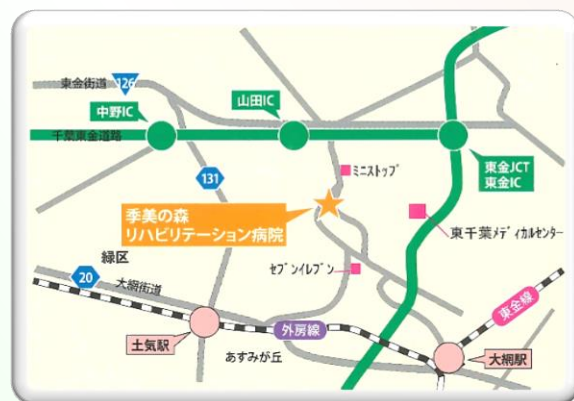 東金街道
126
中野IC
山田IC
千葉東金道路
東金JCT
東金IC
ミニストップ
131
季美の森
リハビリテーション病院
東千葉メディカルセンター
緑区
セブンイレブン
20
大網街道
東金線
土気駅
外房線
あすみが丘
大網駅